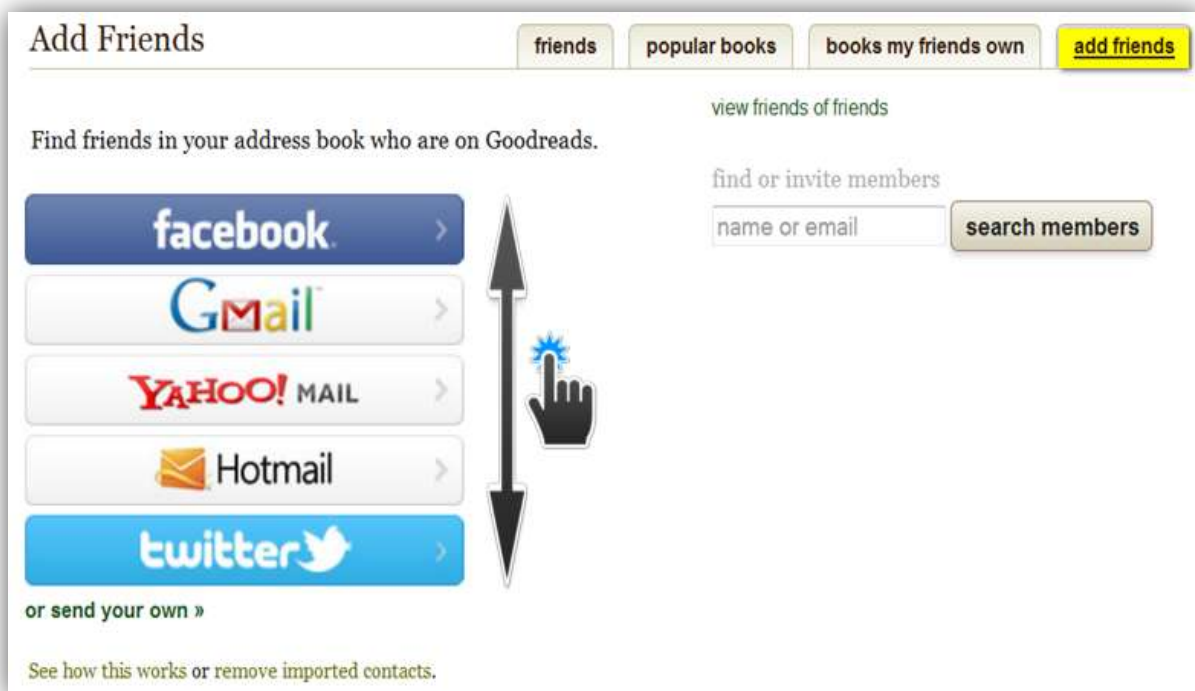 Add Friends
friends
popular books
books my friends own
add friends
view friends of friends
Find friends in your address book who are on Goodreads.
find or invite members
name or email
search members
facebook
Gmail
YAHOO! MAIL
Hotmail
twitter
or send your own »
See how this works or remove imported contacts.